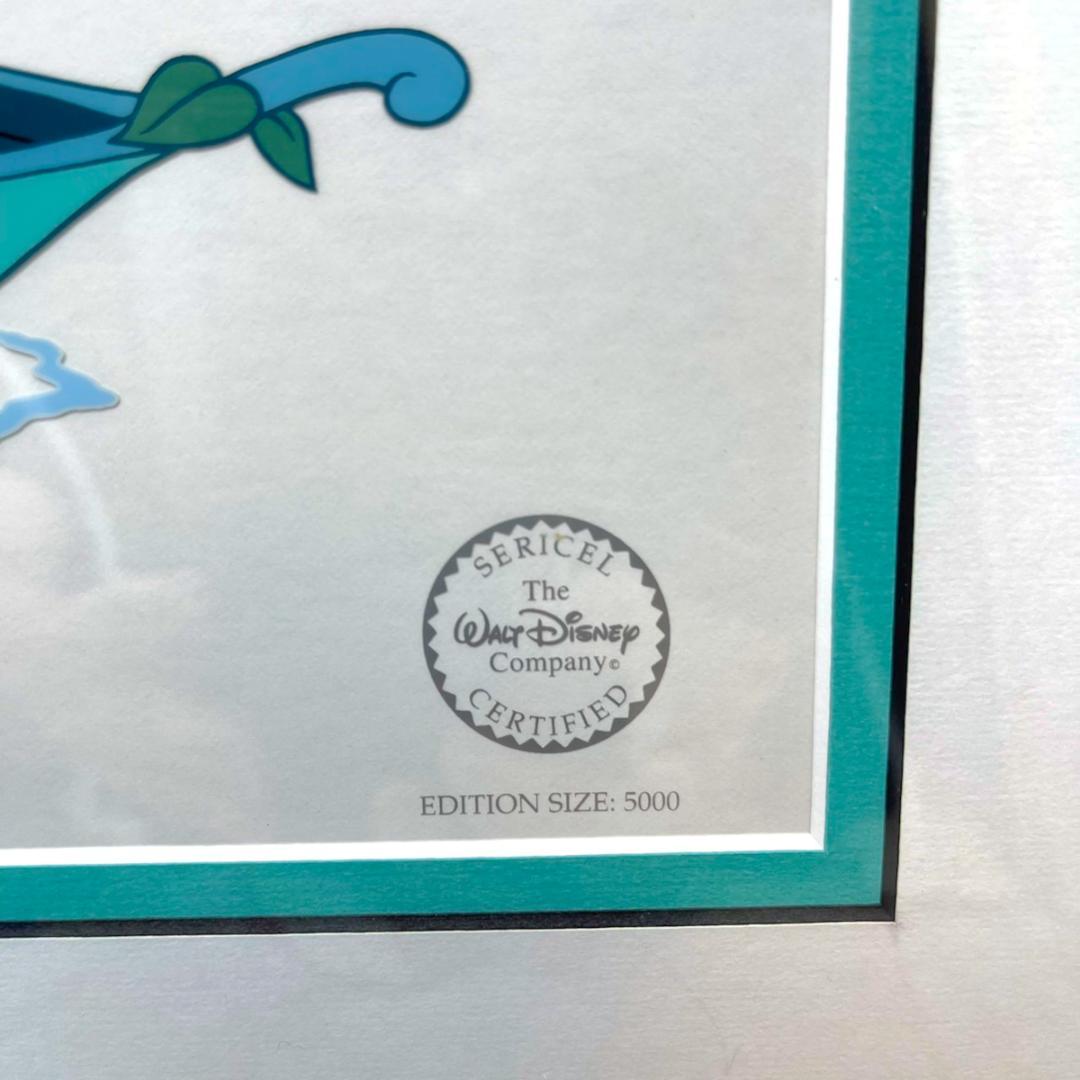 SERICEL
The
WALT DISNEY
Company©
CERTIFIED
EDITION SIZE: 5000